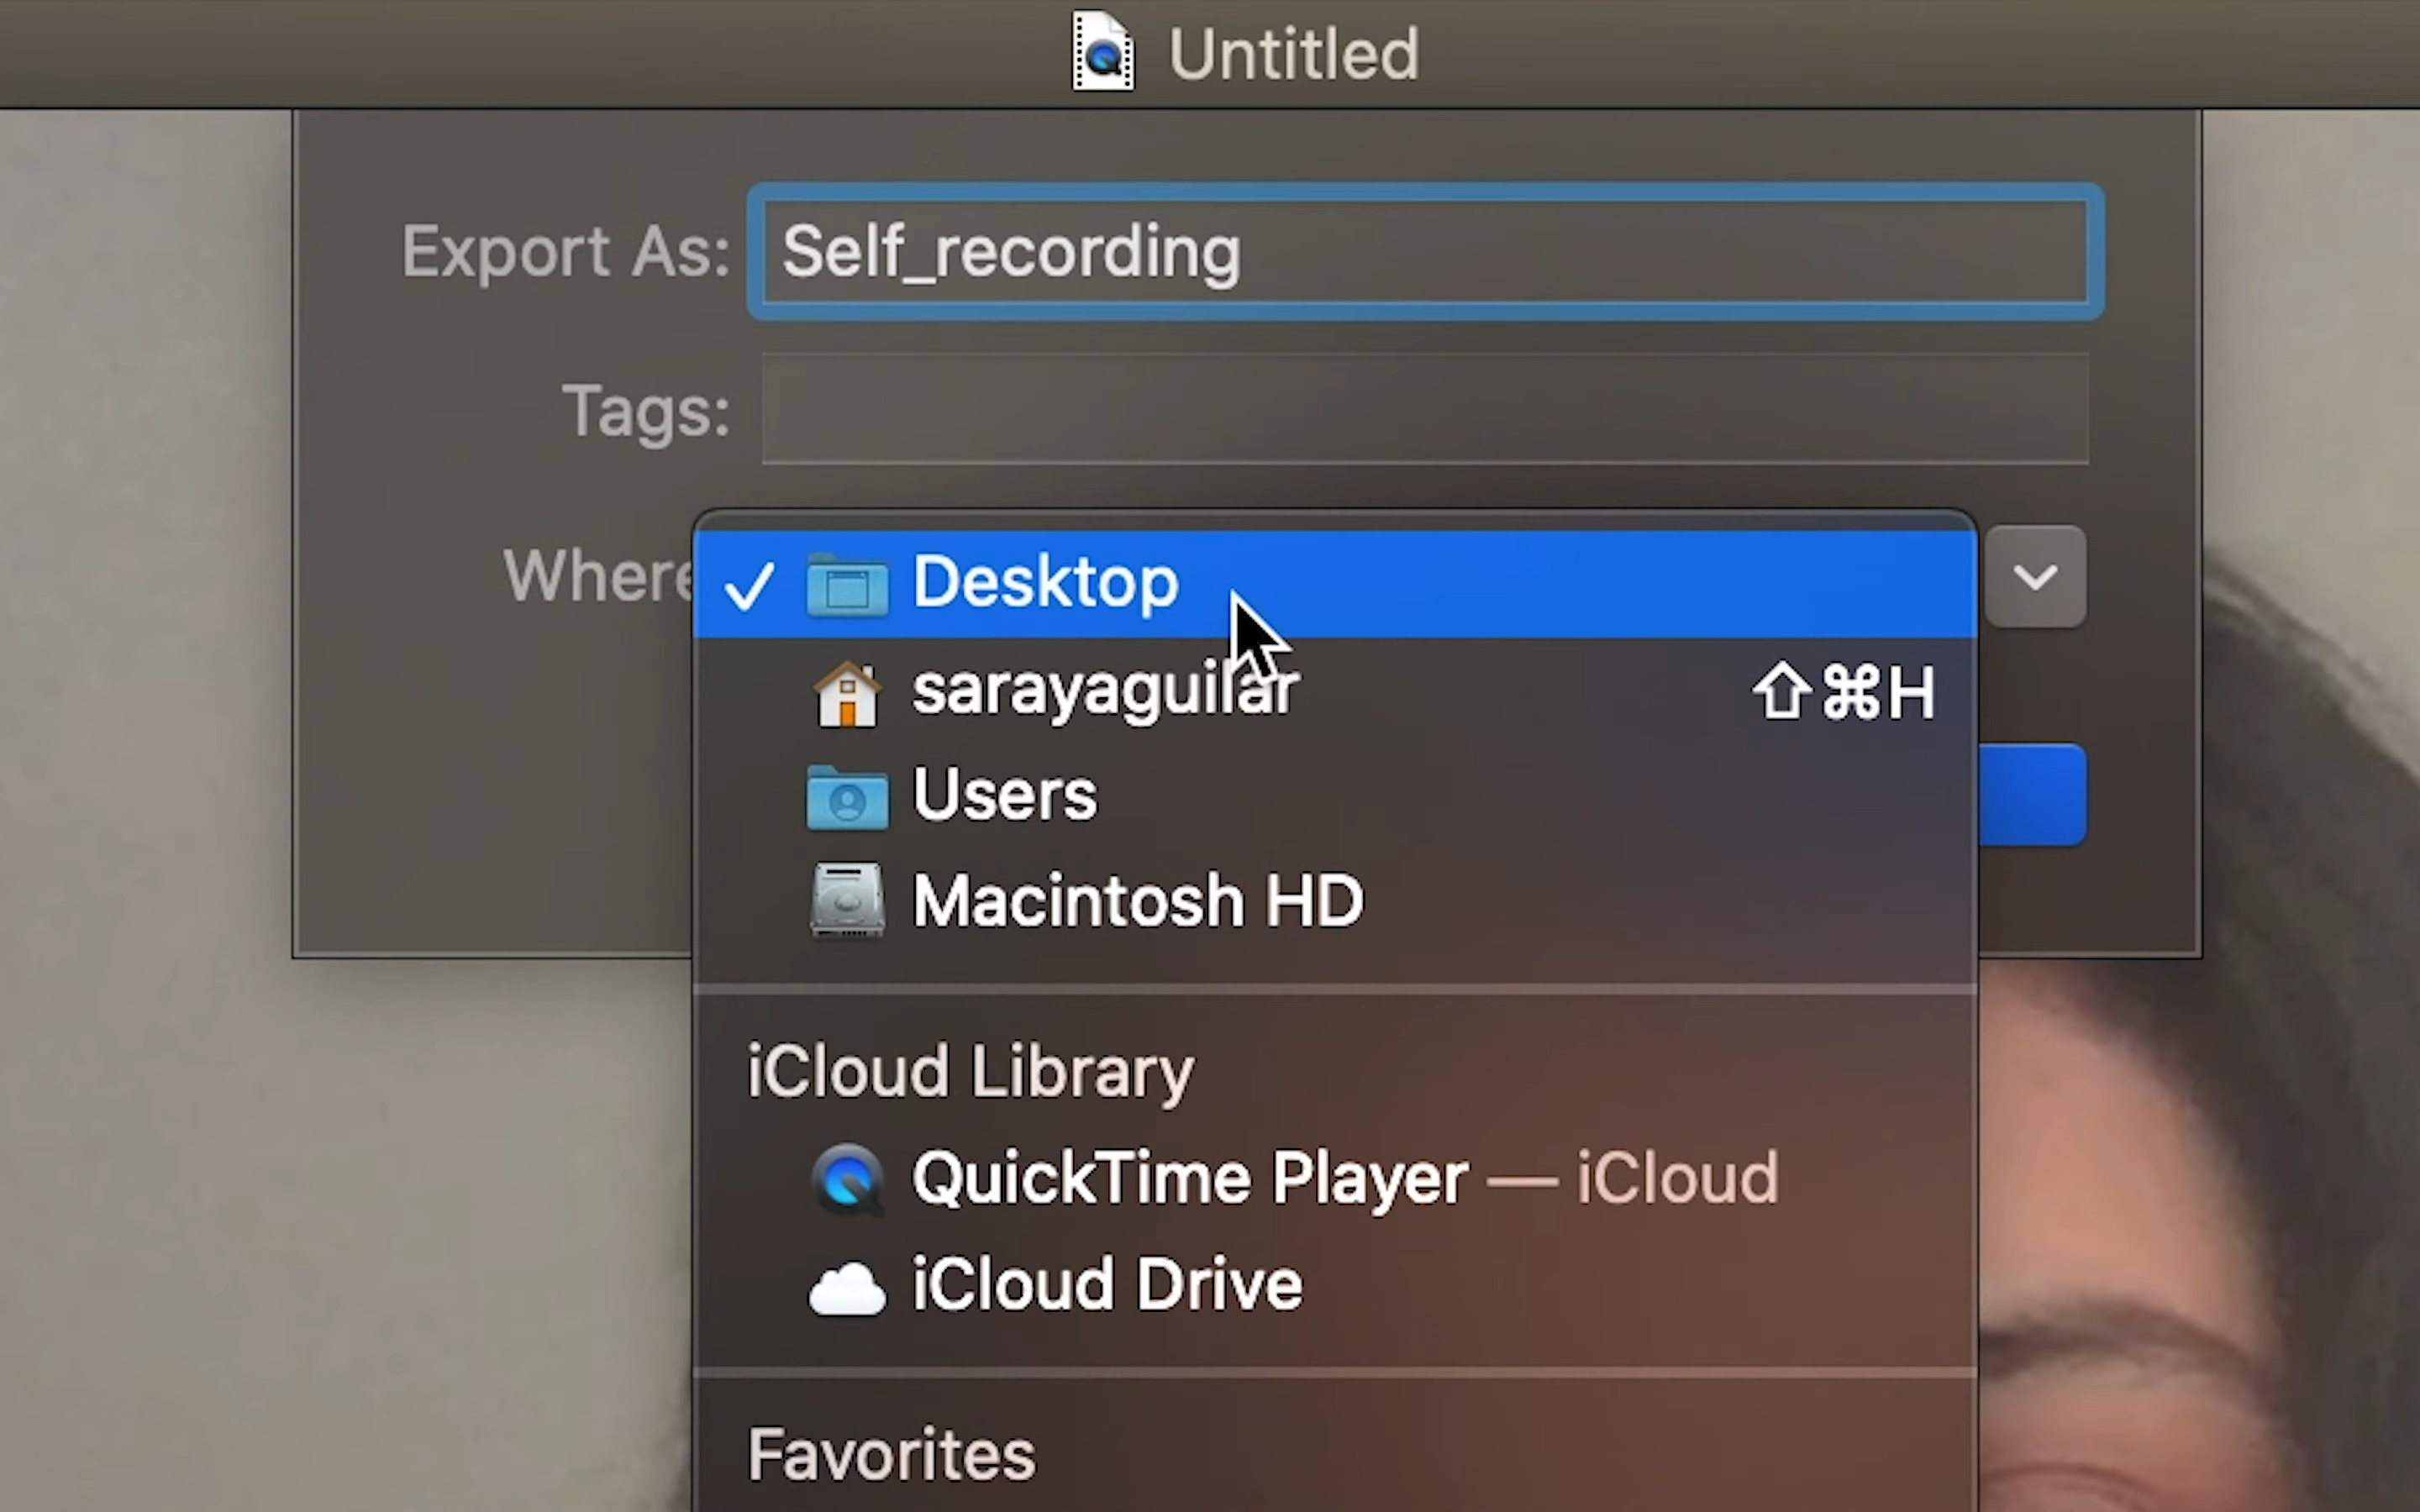 Untitled
Export As: Self_recording
Tags:
Where
Desktop
sarayaguilar ⇧⌘H
Users
Macintosh HD
iCloud Library
QuickTime Player — iCloud
iCloud Drive
Favorites